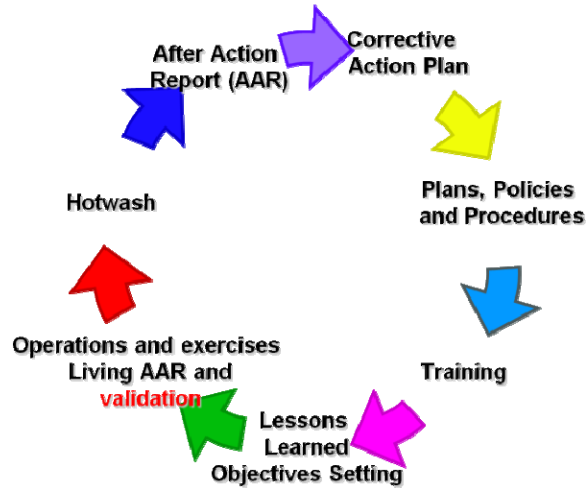 After Action
Report (AAR)
Corrective
Action Plan
Plans, Policies
and Procedures
Training
Lessons
Learned
Objectives Setting
Operations and exercises
Living AAR and
validation
Hotwash